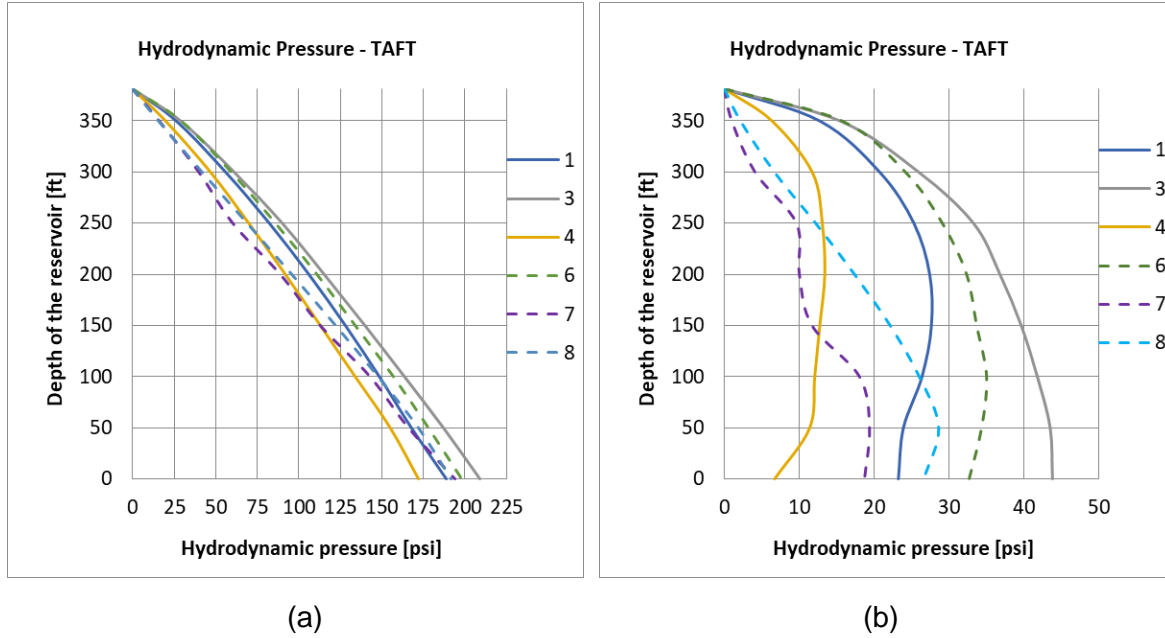 Hydrodynamic Pressure - TAFT
Depth of the reservoir [ft]
350
300
250
200
150
100
50
0
0 25 50 75 100 125 150 175 200 225
Hydrodynamic pressure [psi]
1
3
4
6
7
8
(a)
Hydrodynamic Pressure - TAFT
Depth of the reservoir [ft]
350
300
250
200
150
100
50
0
0 10 20 30 40 50
Hydrodynamic pressure [psi]
1
3
4
6
7
8
(b)